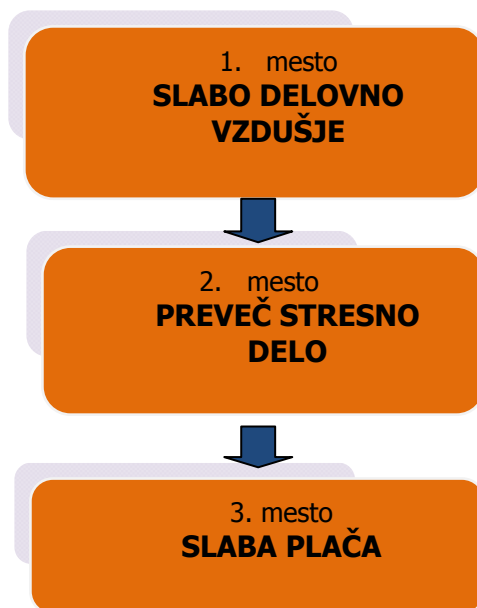 1. mesto
SLABO DELOVNO
VZDUŠJE
2. mesto
PREVEČ STRESNO
DELO
3. mesto
SLABA PLAČA